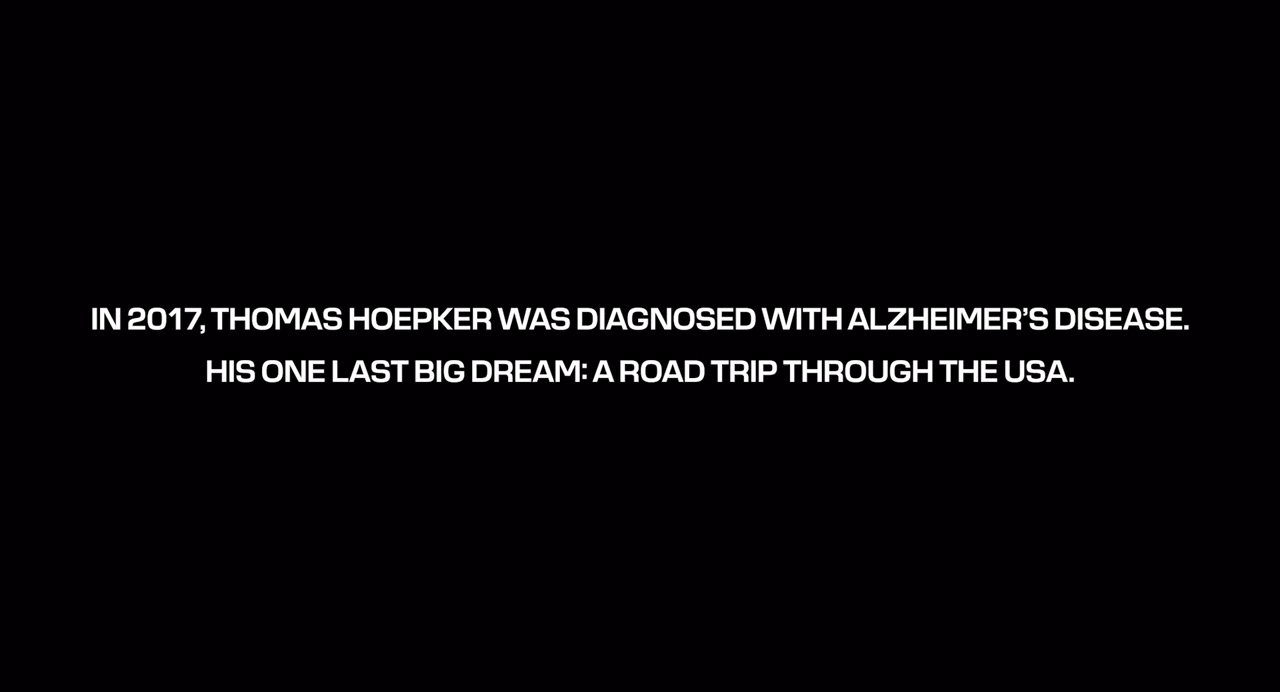 IN 2017, THOMAS HOEPKER WAS DIAGNOSED WITH ALZHEIMER’S DISEASE.
HIS ONE LAST BIG DREAM: A ROAD TRIP THROUGH THE USA.